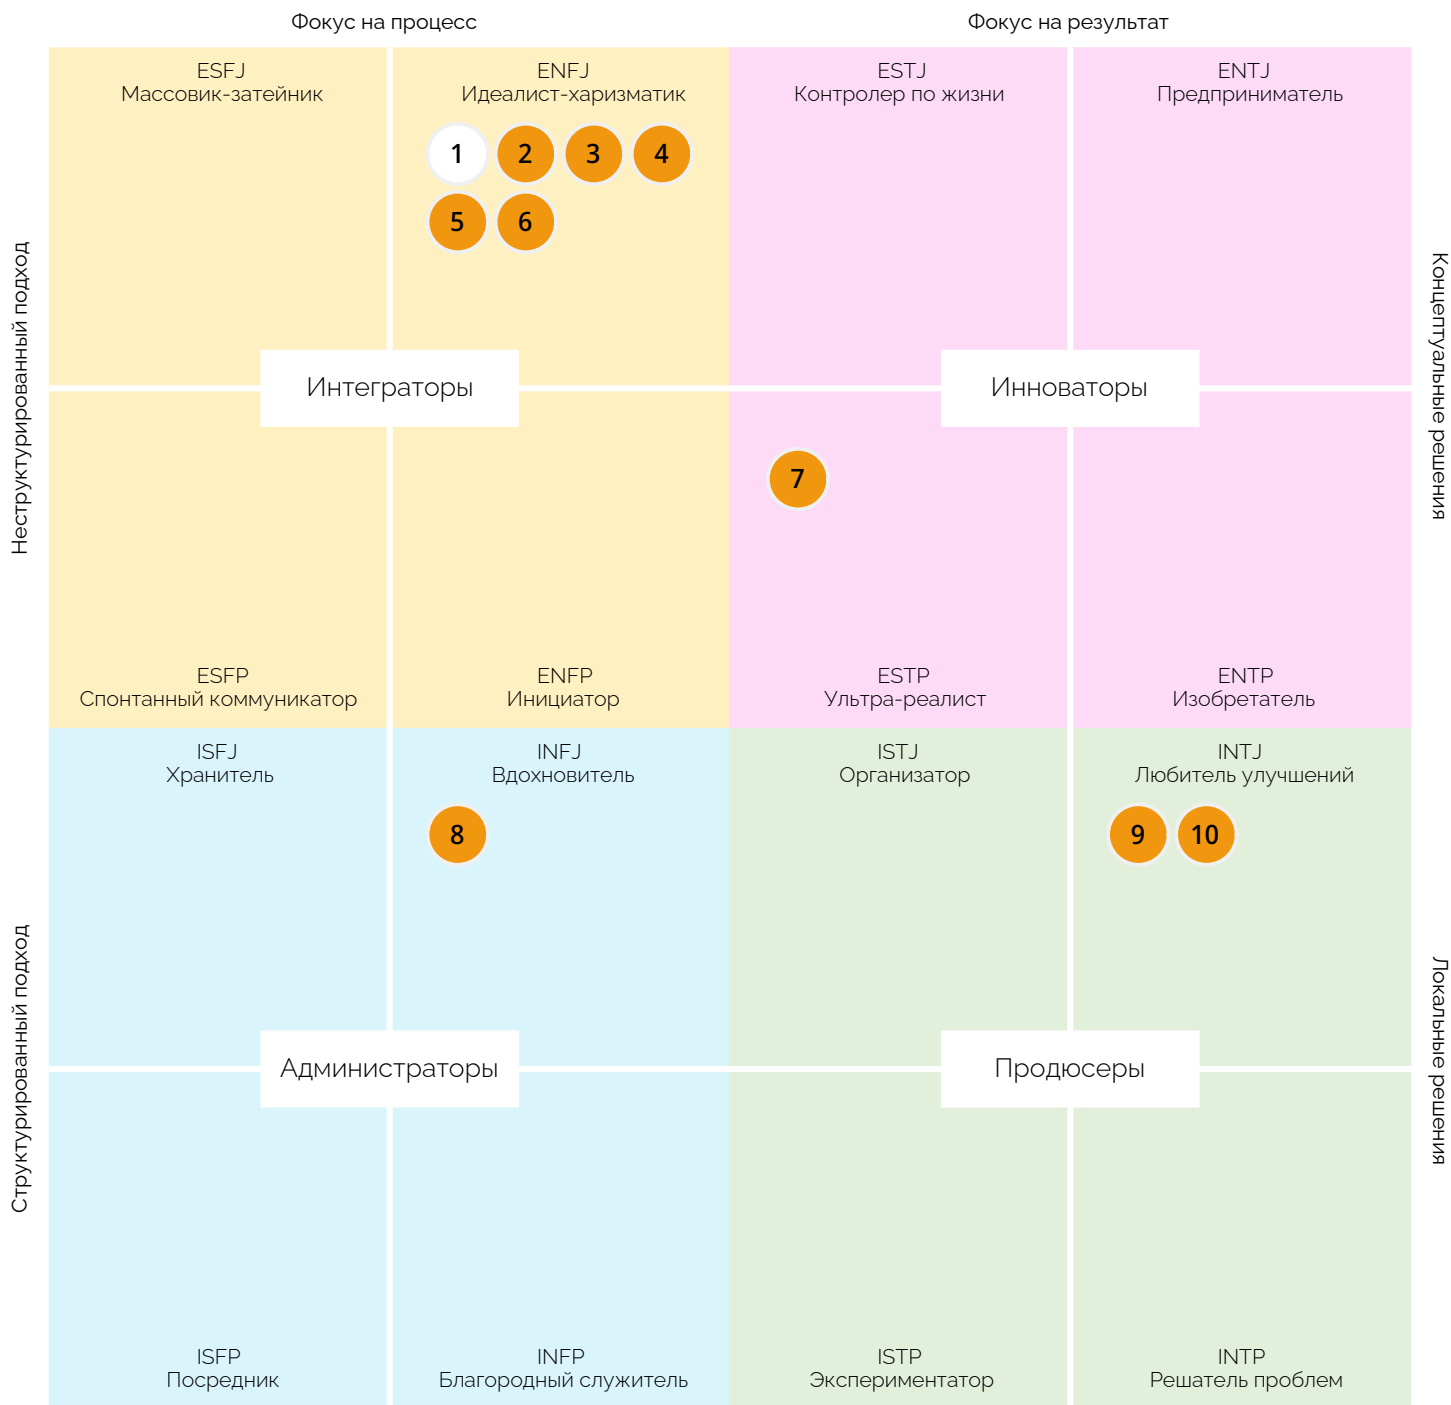 Фокус на процесс
Фокус на результат
ESFJ
Массовик-затейник
ENFJ
Идеалист-харизматик
ESTJ
Контролер по жизни
ENTJ
Предприниматель
1
2
3
4
5
6
Неструктурированный подход
Концептуальные решения
Интеграторы
Инноваторы
7
ESFP
Спонтанный коммуникатор
ENFP
Инициатор
ESTP
Ультра-реалист
ENTP
Изобретатель
ISFJ
Хранитель
INFJ
Вдохновитель
ISTJ
Организатор
INTJ
Любитель улучшений
8
9
10
Структурированный подход
Локальные решения
Администраторы
Продюсеры
ISFP
Посредник
INFP
Благородный служитель
ISTP
Экспериментатор
INTP
Решатель проблем